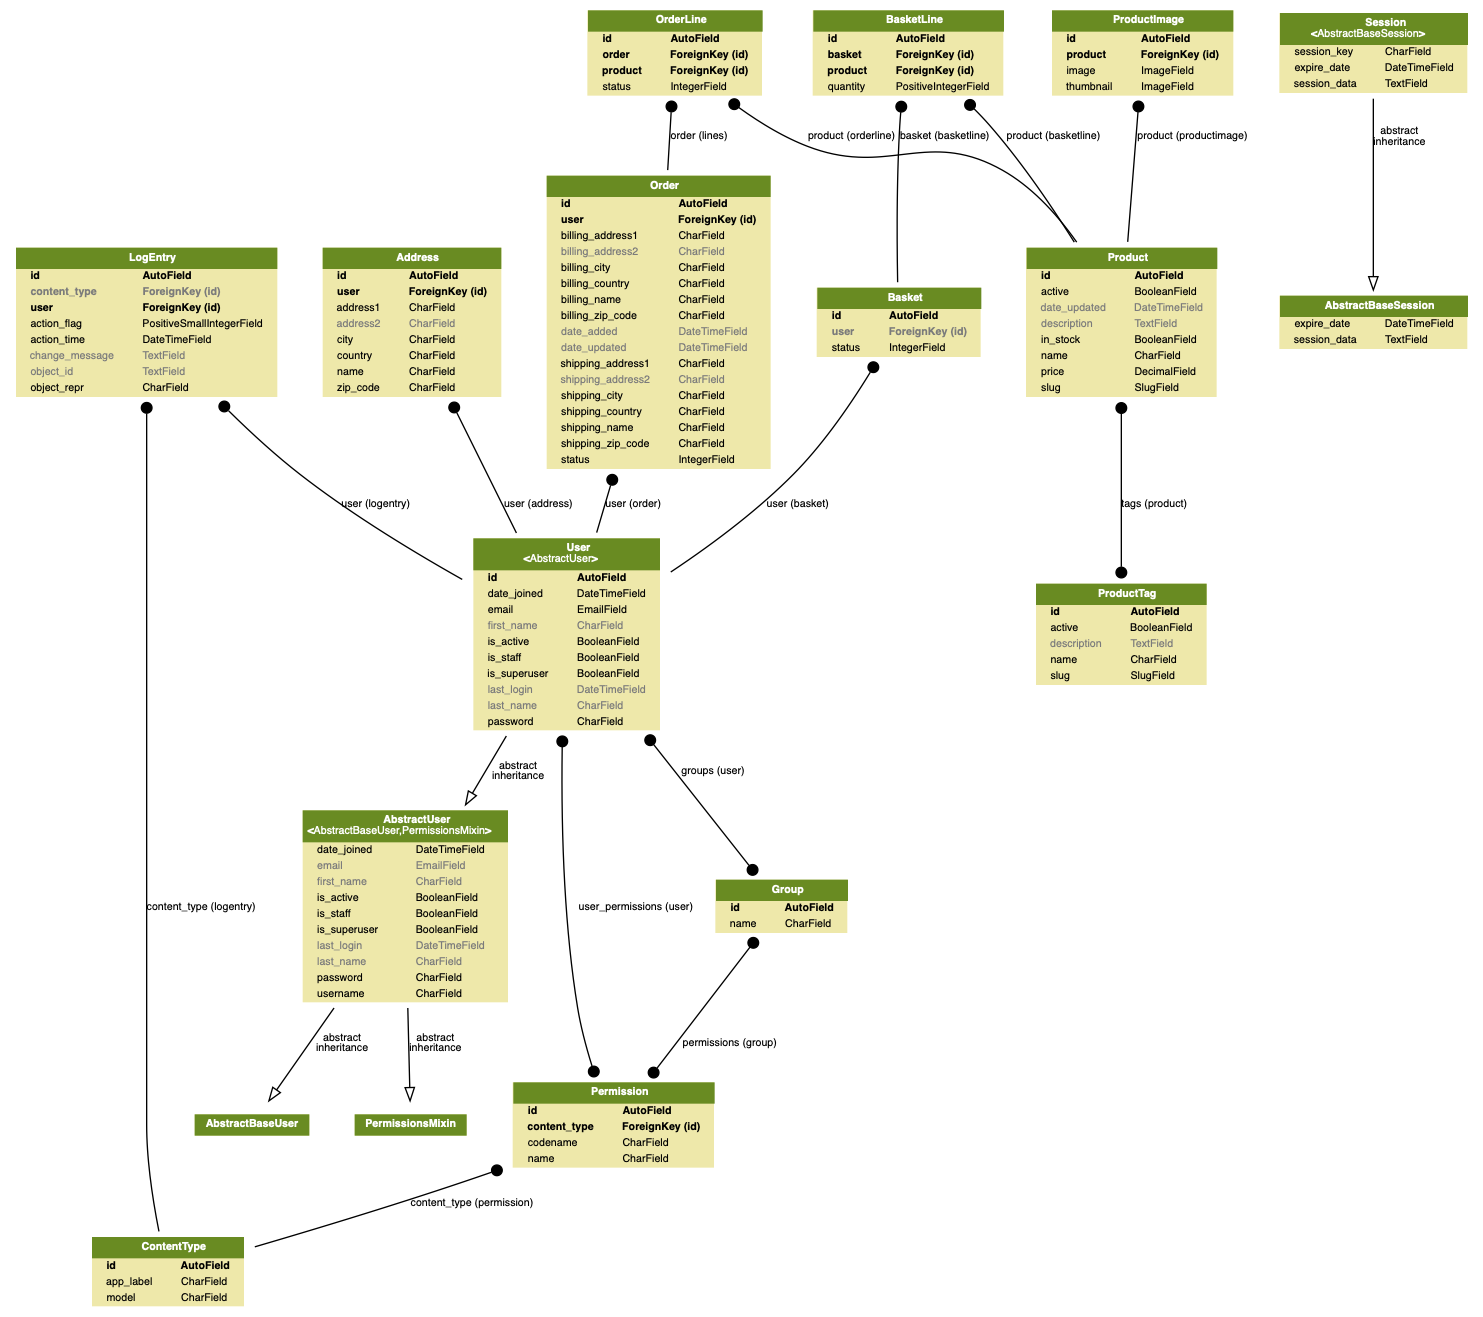 OrderLine
id AutoField
order ForeignKey (id)
product ForeignKey (id)
status IntegerField
BasketLine
id AutoField
basket ForeignKey (id)
product ForeignKey (id)
quantity PositiveIntegerField
ProductImage
id AutoField
product ForeignKey (id)
image ImageField
thumbnail ImageField
Session
<AbstractBaseSession>
session_key CharField
expire_date DateTimeField
session_data TextField
order (lines)
product (orderline)
basket (basketline)
product (basketline)
product (productimage)
abstract
inheritance
Order
id AutoField
user ForeignKey (id)
billing_address1 CharField
billing_address2 CharField
billing_city CharField
billing_country CharField
billing_name CharField
billing_zip_code CharField
date_added DateTimeField
date_updated DateTimeField
shipping_address1 CharField
shipping_address2 CharField
shipping_city CharField
shipping_country CharField
shipping_name CharField
shipping_zip_code CharField
status IntegerField
LogEntry
id AutoField
content_type ForeignKey (id)
user ForeignKey (id)
action_flag PositiveSmallIntegerField
action_time DateTimeField
change_message TextField
object_id TextField
object_repr CharField
Address
id AutoField
user ForeignKey (id)
address1 CharField
address2 CharField
city CharField
country CharField
name CharField
zip_code CharField
Basket
id AutoField
user ForeignKey (id)
status IntegerField
Product
id AutoField
active BooleanField
date_updated DateTimeField
description TextField
in_stock BooleanField
name CharField
price DecimalField
slug SlugField
AbstractBaseSession
expire_date DateTimeField
session_data TextField
user (logentry)
user (address)
user (order)
user (basket)
tags (product)
User
<AbstractUser>
id AutoField
date_joined DateTimeField
email EmailField
first_name CharField
is_active BooleanField
is_staff BooleanField
is_superuser BooleanField
last_login DateTimeField
last_name CharField
password CharField
ProductTag
id AutoField
active BooleanField
description TextField
name CharField
slug SlugField
abstract
inheritance
groups (user)
AbstractUser
<AbstractBaseUser,PermissionsMixin>
date_joined DateTimeField
email EmailField
first_name CharField
is_active BooleanField
is_staff BooleanField
is_superuser BooleanField
last_login DateTimeField
last_name CharField
password CharField
username CharField
content_type (logentry)
user_permissions (user)
Group
id AutoField
name CharField
abstract
inheritance
abstract
inheritance
permissions (group)
AbstractBaseUser
PermissionsMixin
Permission
id AutoField
content_type ForeignKey (id)
codename CharField
name CharField
content_type (permission)
ContentType
id AutoField
app_label CharField
model CharField